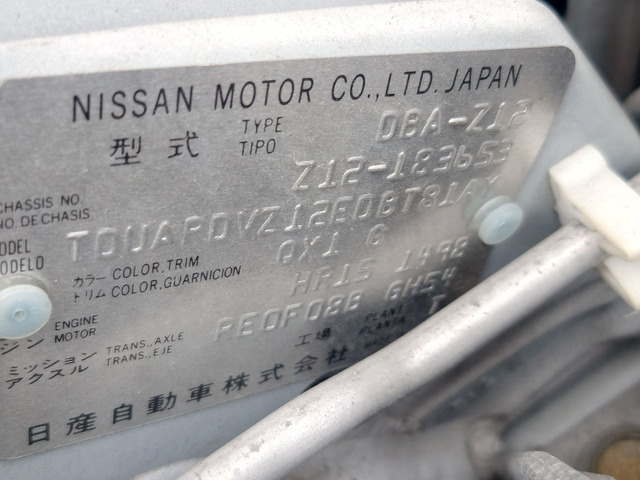 NISSAN MOTOR CO.,LTD. JAPAN
型式 TYPE TIPO DBA-Z12
CHASSIS NO. NO. DE CHASIS Z12-183653
MODEL MODELO
カラー COLOR, TRIM
トリム COLOR, GUARNICION QX1 G
ENGINE MOTOR HR15 1498
ミッション アクスル TRANS., AXLE TRANS., EJE RE0F08B GH54
工場 PLANT PLANTA T
日産自動車株式会社